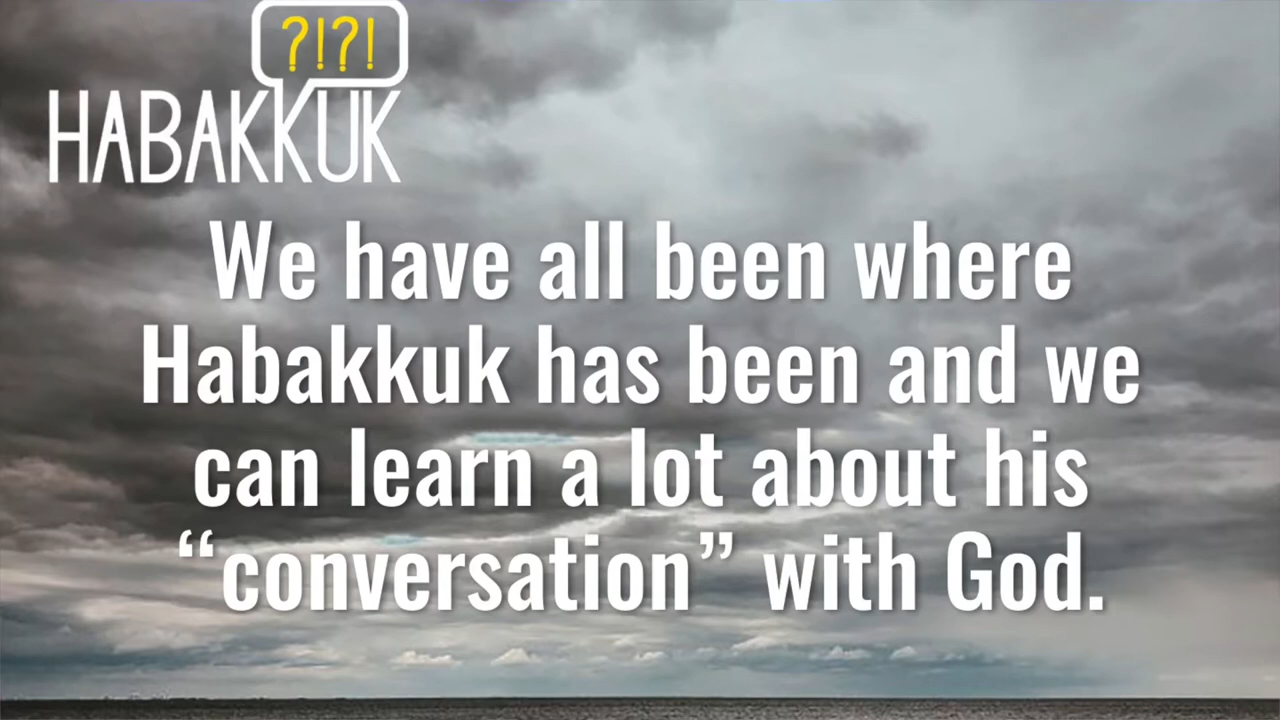 ?!?!
HABAKKUK
We have all been where
Habakkuk has been and we
can learn a lot about his
“conversation” with God.